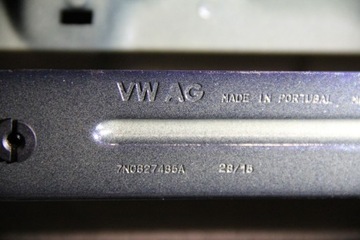 VW AG MADE IN PORTUGAL
7N0827485A 28/15